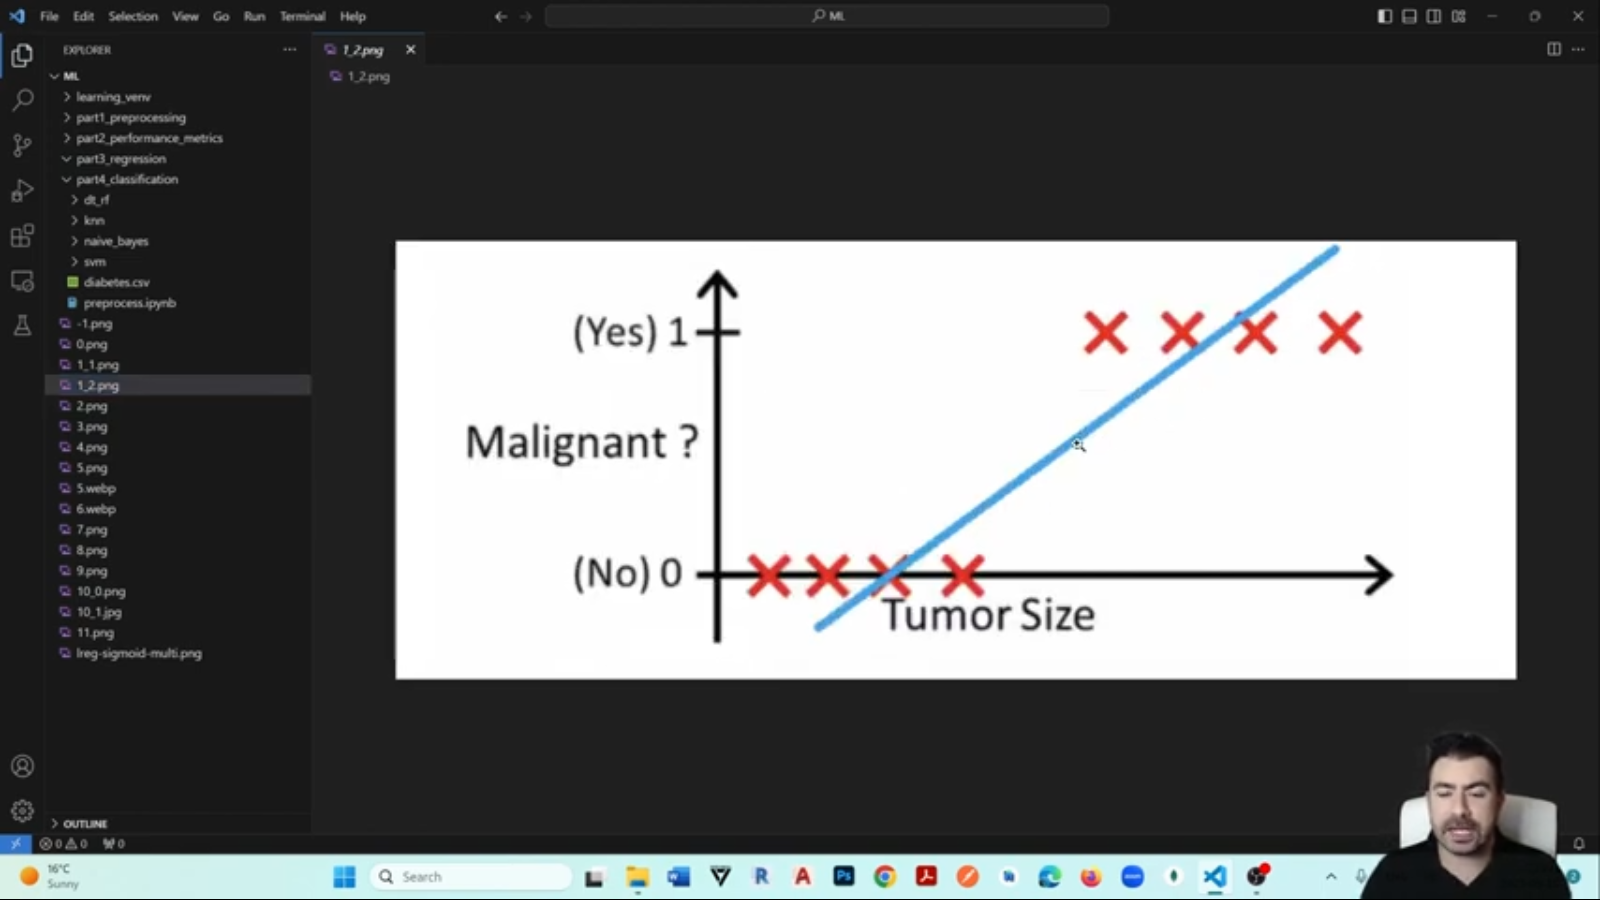 File Edit Selection View Go Run Terminal Help
ML
EXPLORER
1_2.png
ML
1_2.png
learning_venv
part1_preprocessing
part2_performance_metrics
part3_regression
part4_classification
dt_rf
knn
naive_bayes
svm
diabetes.csv
preprocess.ipynb
-1.png
0.png
1_1.png
1_2.png
2.png
3.png
4.png
5.png
5.webp
6.webp
7.png
8.png
9.png
10_0.png
10_1.jpg
11.png
lreg-sigmoid-multi.png
OUTLINE
(Yes) 1
Malignant ?
(No) 0
Tumor Size
0 0 0
16°C
Sunny
Search